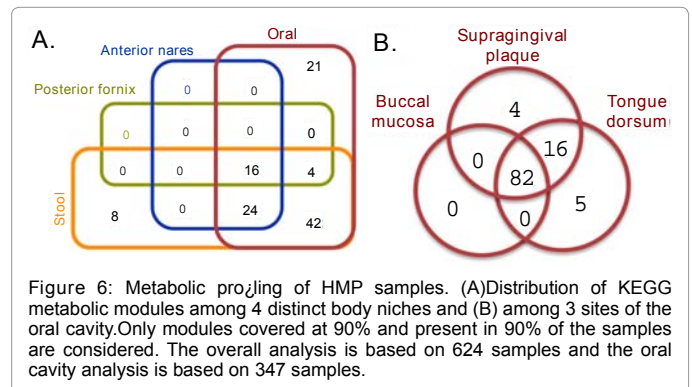 A.
Oral
Anterior nares
21
0
0
Posterior fornix
0
0
0
0
0
0
16
4
Stool
8
0
24
42
B.
Supragingival
plaque
Buccal
mucosa
Tongue
dorsum
4
0
16
82
0
0
5
Figure 6: Metabolic pro¿ling of HMP samples. (A)Distribution of KEGG
metabolic modules among 4 distinct body niches and (B) among 3 sites of the
oral cavity.Only modules covered at 90% and present in 90% of the samples
are considered. The overall analysis is based on 624 samples and the oral
cavity analysis is based on 347 samples.